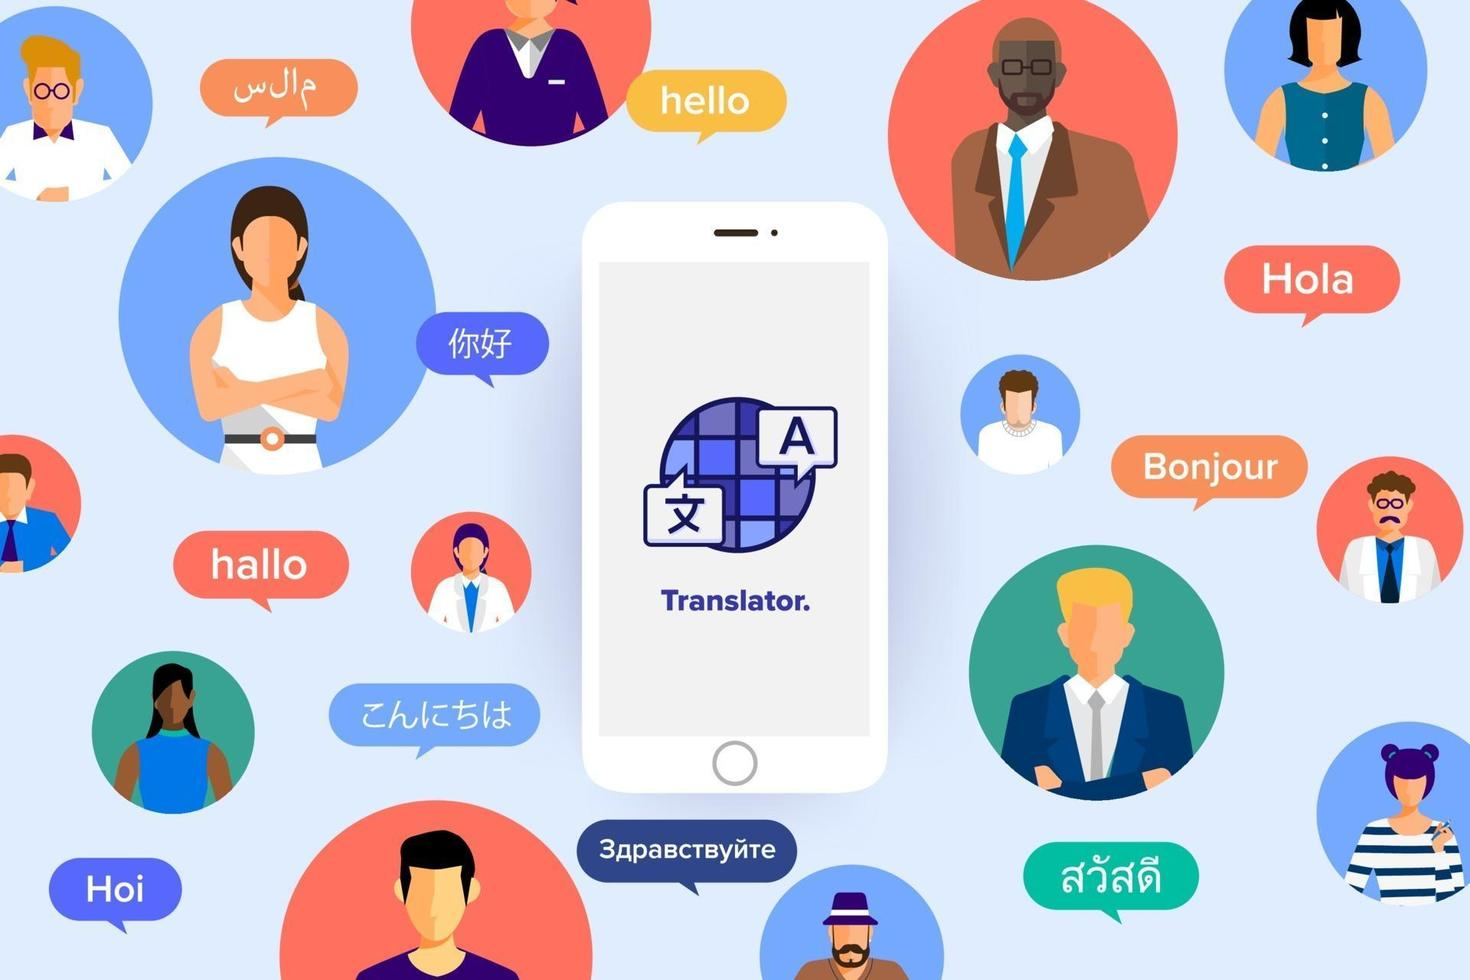 س‌ل‌ا‌م
hello
Hola
你好
A
文
Bonjour
Translator.
hallo
こんにちは
Здравствуйте
สวัสดี
Hoi